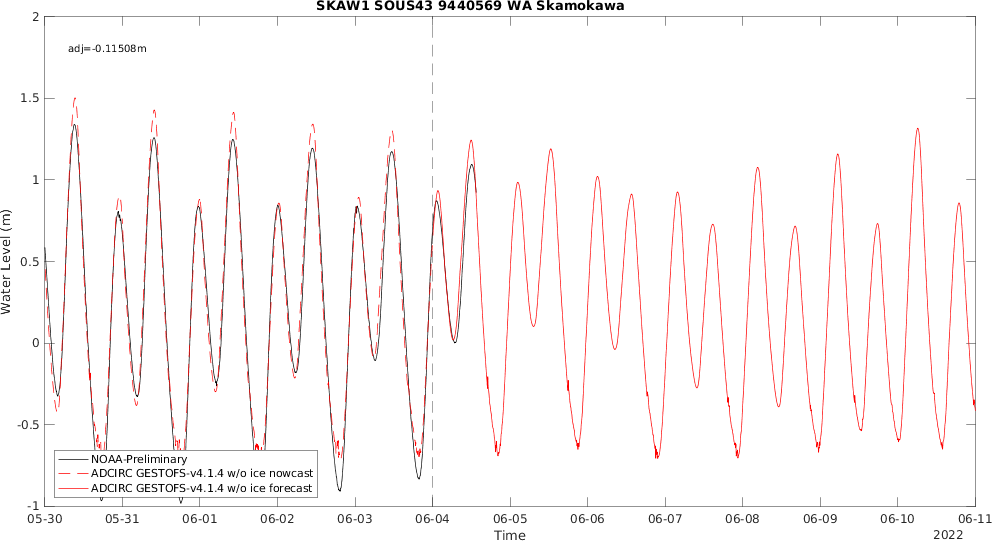 SKAW1 SOUS43 9440569 WA Skamokawa
adj=-0.11508m
Water Level (m)
2
1.5
1
0.5
0
-0.5
-1
NOAA-Preliminary
ADCIRC GESTOFS-v4.1.4 w/o ice nowcast
ADCIRC GESTOFS-v4.1.4 w/o ice forecast
05-30 05-31 06-01 06-02 06-03 06-04 06-05 06-06 06-07 06-08 06-09 06-10 06-11
Time
2022